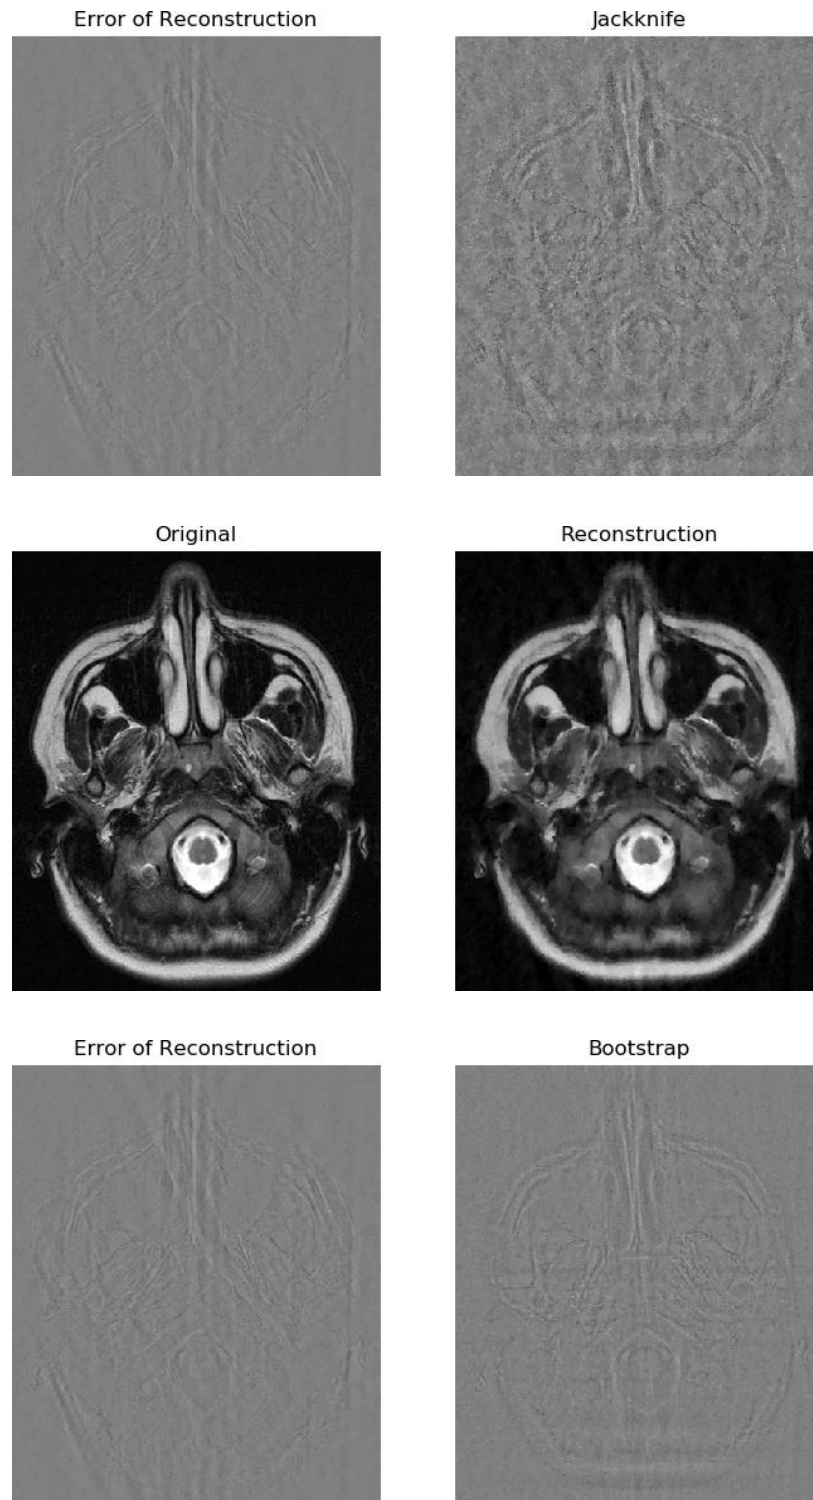 Error of Reconstruction
Jackknife
Original
Reconstruction
Error of Reconstruction
Bootstrap